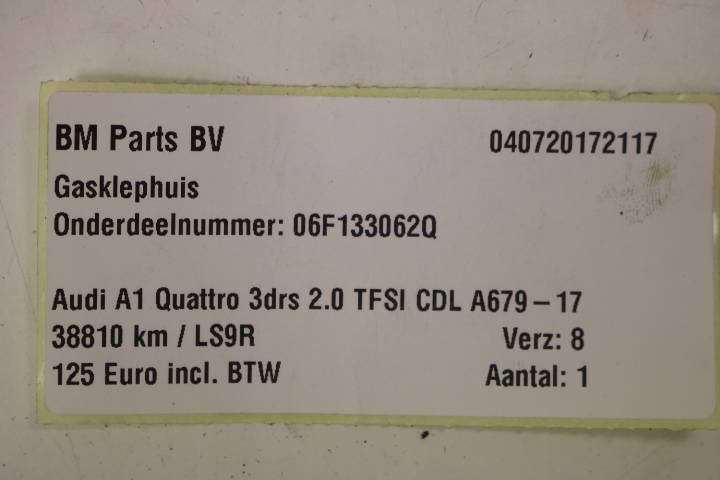 BM Parts BV 040720172117
Gasklephuis
Onderdeelnummer: 06F133062Q
Audi A1 Quattro 3drs 2.0 TFSI CDL A679 – 17
38810 km / LS9R Verz: 8
125 Euro incl. BTW Aantal: 1